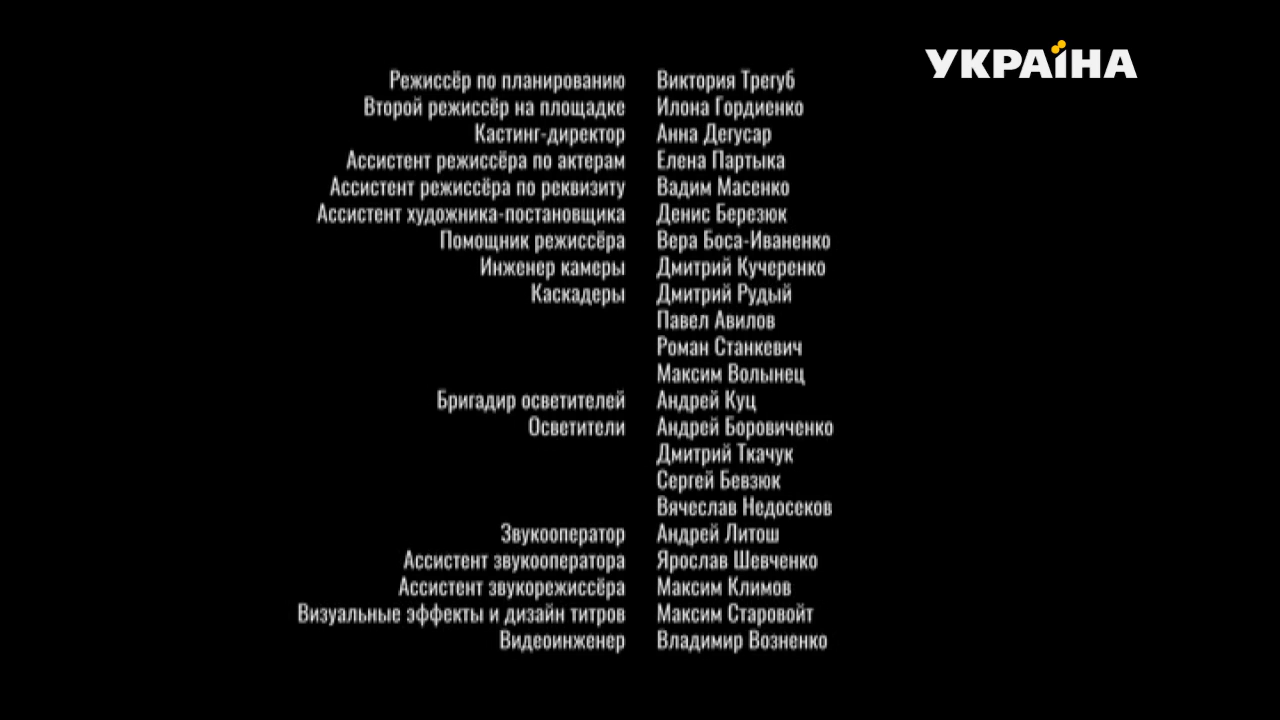 УКРАЇНА
Режиссёр по планированию Виктория Трегуб
Второй режиссёр на площадке Илона Гордиенко
Кастинг-директор Анна Дегусар
Ассистент режиссёра по актерам Елена Партыка
Ассистент режиссёра по реквизиту Вадим Масенко
Ассистент художника-постановщика Денис Березюк
Помощник режиссёра Вера Боса-Иваненко
Инженер камеры Дмитрий Кучеренко
Каскадеры Дмитрий Рудый
Павел Авилов
Роман Станкевич
Максим Волынец
Бригадир осветителей Андрей Куц
Осветители Андрей Боровиченко
Дмитрий Ткачук
Сергей Бевзюк
Вячеслав Недосеков
Звукооператор Андрей Литош
Ассистент звукооператора Ярослав Шевченко
Ассистент звукорежиссёра Максим Климов
Визуальные эффекты и дизайн титров Максим Старовойт
Видеоинженер Владимир Возненко